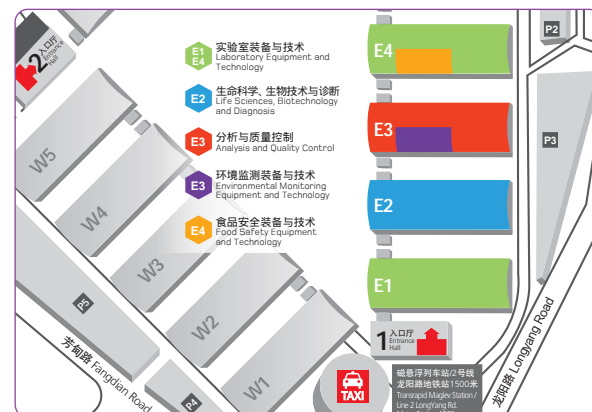 2 入口厅
Entrance
Hall
E1
E4
实验室装备与技术
Laboratory Equipment and
Technology
E2
生命科学、生物技术与诊断
Life Sciences, Biotechnology
and Diagnosis
E3
分析与质量控制
Analysis and Quality Control
E3
环境监测装备与技术
Environmental Monitoring
Equipment and Technology
E4
食品安全装备与技术
Food Safety Equipment
and Technology
E4
E3
E2
E1
P2
P3
W5
W4
W3
W2
W1
P5
P4
芳甸路 Fangdian Road
龙阳路 Longyang Road
1 入口厅
Entrance
Hall
TAXI
磁悬浮列车站/2号线
龙阳路地铁站1500米
Transrapid Maglev Station /
Line 2 LongYang Rd.